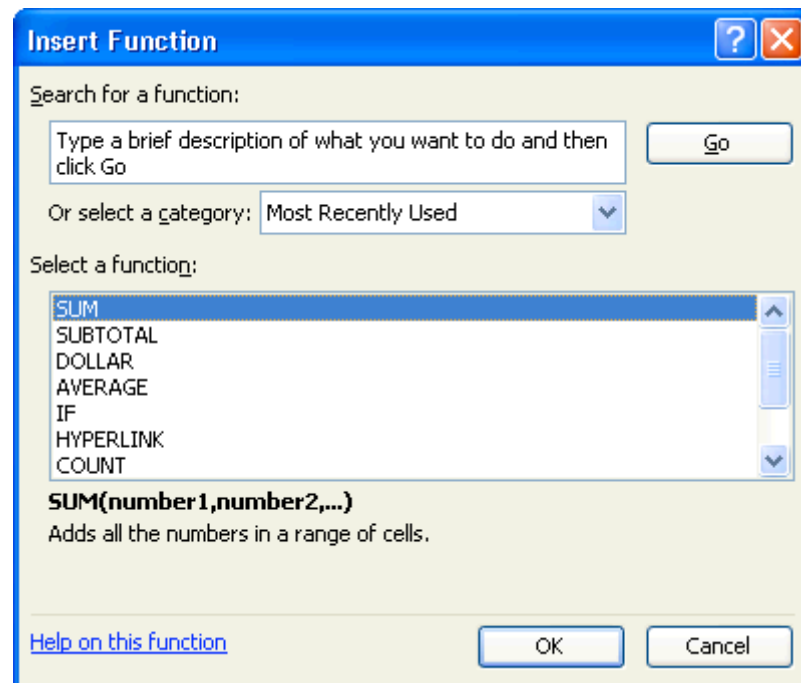 Insert Function
?
Search for a function:
Type a brief description of what you want to do and then
click Go
Go
Or select a category: Most Recently Used
Select a function:
SUM
SUBTOTAL
DOLLAR
AVERAGE
IF
HYPERLINK
COUNT
SUM(number1,number2,...)
Adds all the numbers in a range of cells.
Help on this function
OK
Cancel